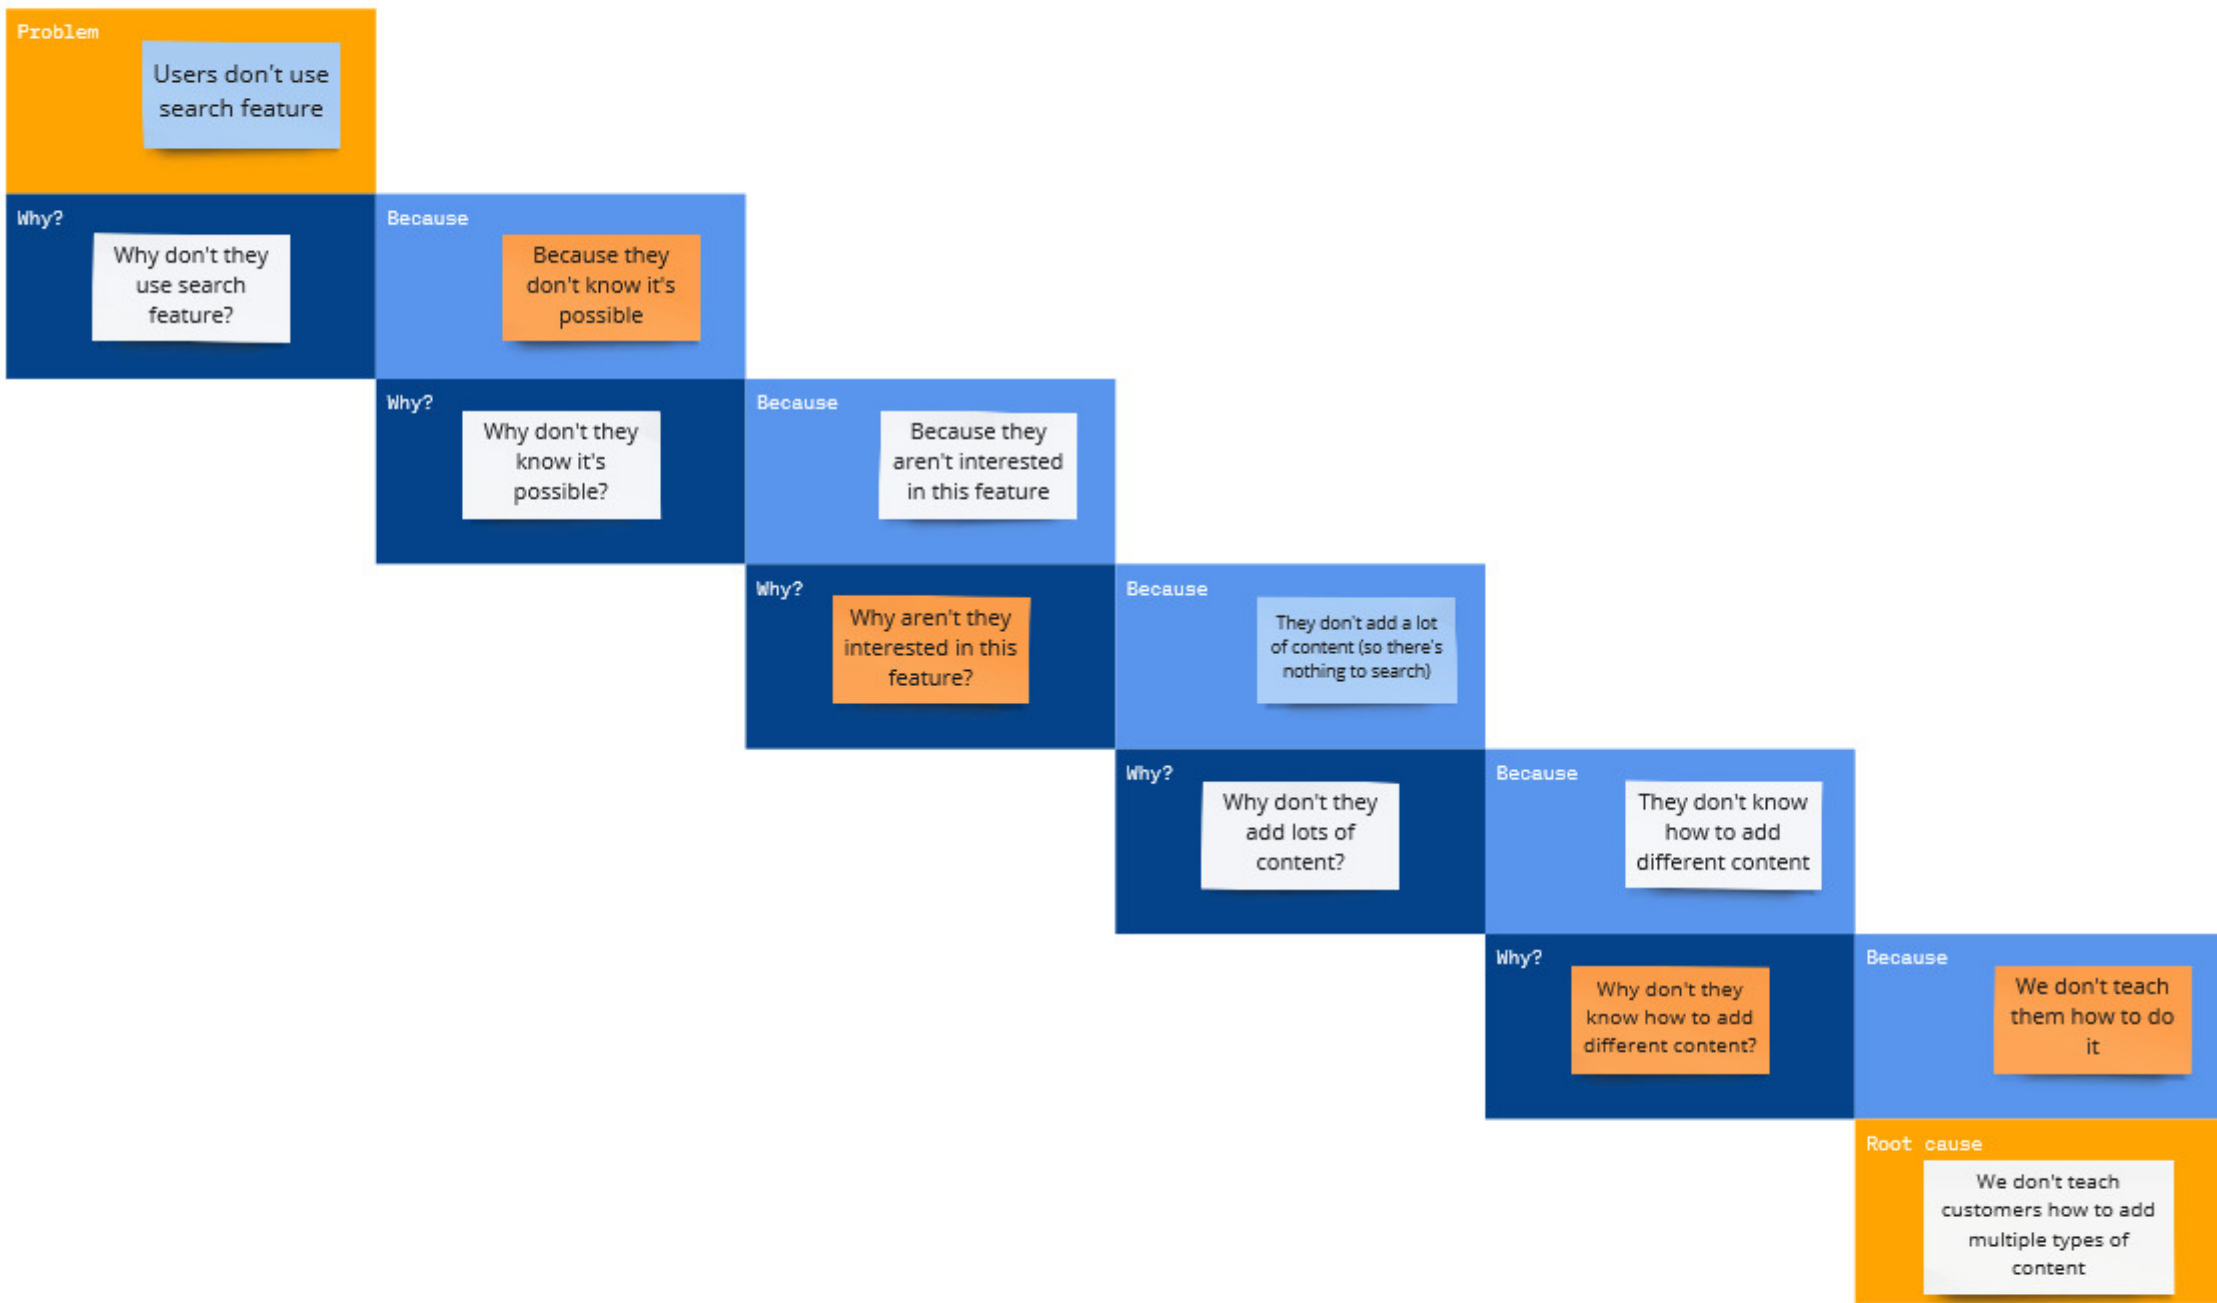 Problem
Users don't use
search feature
Why?
Why don't they
use search
feature?
Because
Because they
don't know it's
possible
Why?
Why don't they
know it's
possible?
Because
Because they
aren't interested
in this feature
Why?
Why aren't they
interested in this
feature?
Because
They don't add a lot
of content (so there's
nothing to search)
Why?
Why don't they
add lots of
content?
Because
They don't know
how to add
different content
Why?
Why don't they
know how to add
different content?
Because
We don't teach
them how to do
it
Root cause
We don't teach
customers how to add
multiple types of
content